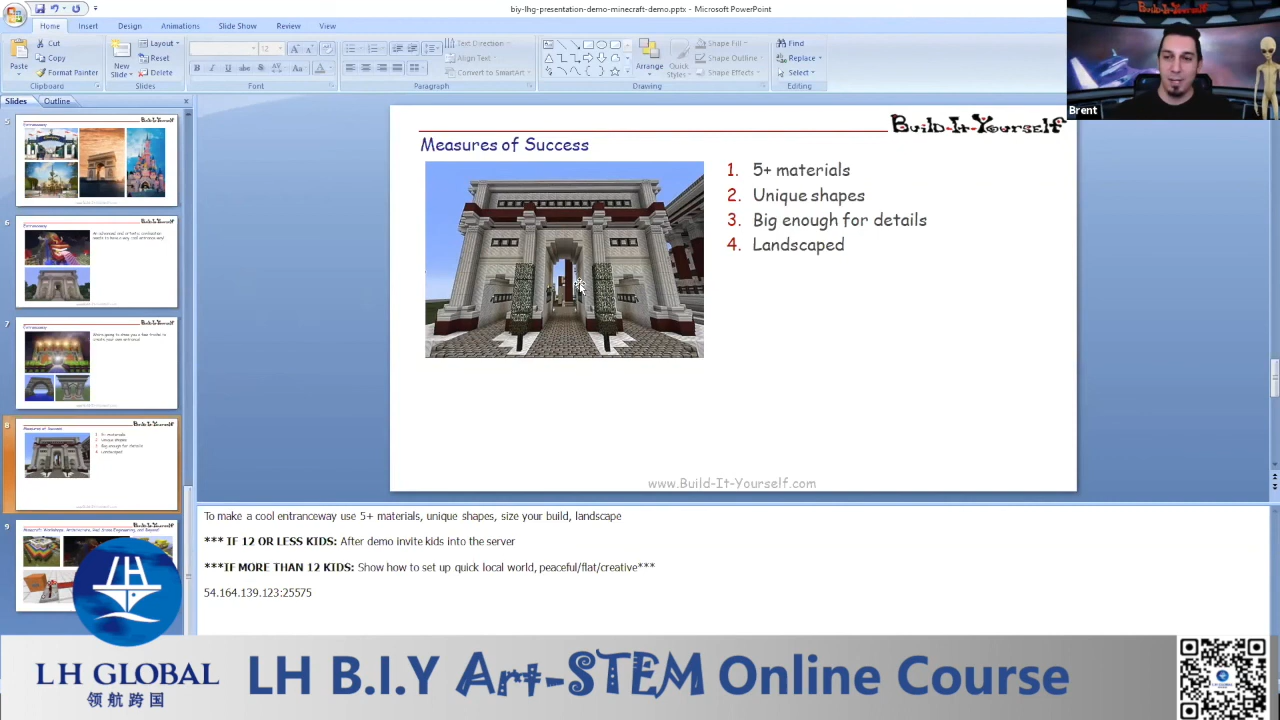 biy-lhg-presentation-demo-minecraft-demo.pptx - Microsoft PowerPoint
Home Insert Design Animations Slide Show Review View
Cut
Copy
Format Painter
Paste
Clipboard
Layout
Reset
Delete
New
Slide
Slides
Font
Text Direction
Align Text
Convert to SmartArt
Paragraph
Arrange
Quick
Styles
Shape Fill
Shape Outline
Shape Effects
Drawing
Find
Replace
Select
Editing
Build-It-Yourself
Brent
Slides Outline
5
6
7
8
9
Build-It-Yourself
Measures of Success
1. 5+ materials
2. Unique shapes
3. Big enough for details
4. Landscaped
www.Build-It-Yourself.com
To make a cool entranceway use 5+ materials, unique shapes, size your build, landscape
*** IF 12 OR LESS KIDS: After demo invite kids into the server
***IF MORE THAN 12 KIDS: Show how to set up quick local world, peaceful/flat/creative***
54.164.139.123:25575
LH GLOBAL
领航跨国
LH B.I.Y Art-STEM Online Course